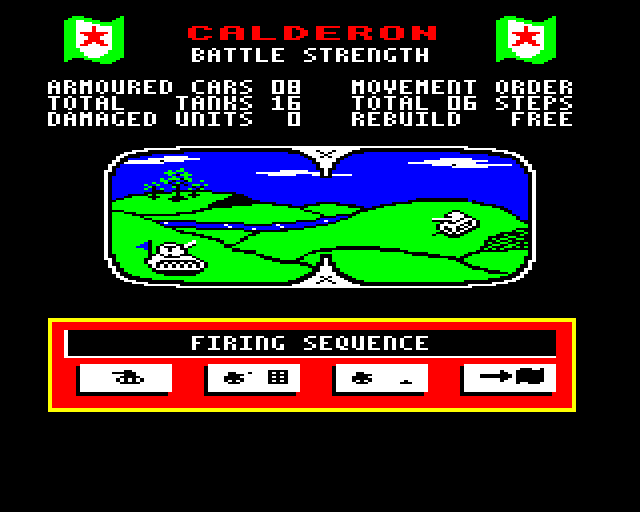 CALDERON
BATTLE STRENGTH
ARMOURED CARS 08 MOVEMENT ORDER
TOTAL TANKS 16 TOTAL 06 STEPS
DAMAGED UNITS 0 REBUILD FREE
FIRING SEQUENCE